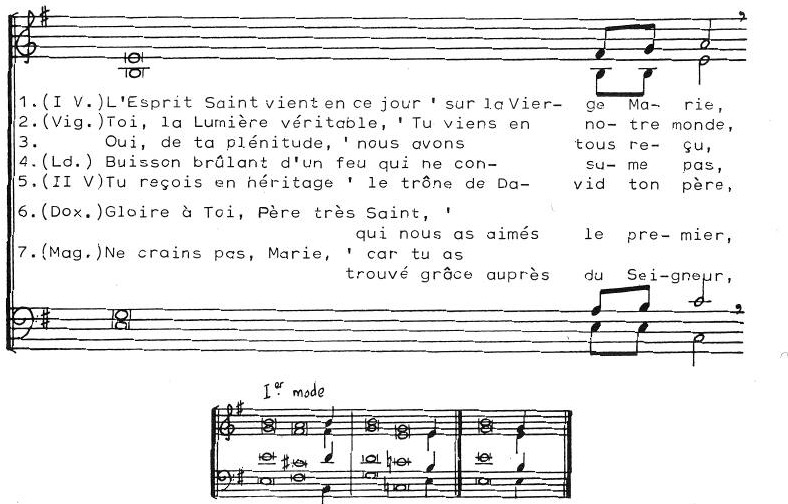 1.(I V.)L'Esprit Saint vient en ce jour ' sur la Vier- ge Ma- rie,
2.(Vig.)Toi, la Lumière véritable, ' Tu viens en no- tre monde,
3. Oui, de ta plénitude, ' nous avons tous re- çu,
4.(Ld.) Buisson brûlant d'un feu qui ne con- su- me pas,
5.(II V)Tu reçois en héritage ' le trône de Da- vid ton père,
6.(Dox.)Gloire à Toi, Père très Saint, '
qui nous as aimés le pre- mier,
7.(Mag.)Ne crains pas, Marie, ' car tu as
trouvé grâce auprès du Sei-gneur,
I er mode